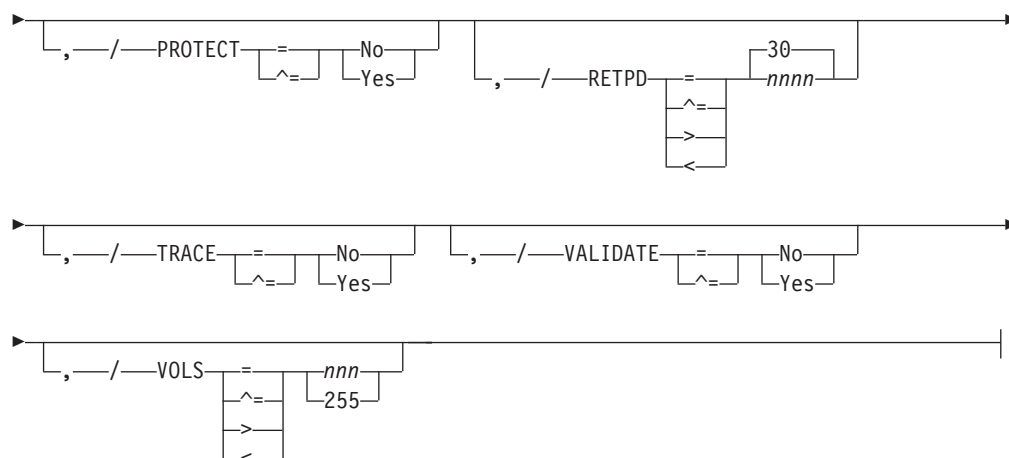 , / PROTECT = No , / RETPD = 30
^= Yes ^= nnnn
>
<
, / TRACE = No , / VALIDATE = No
^= Yes ^= Yes
, / VOLS = nnn
^= 255
>
<